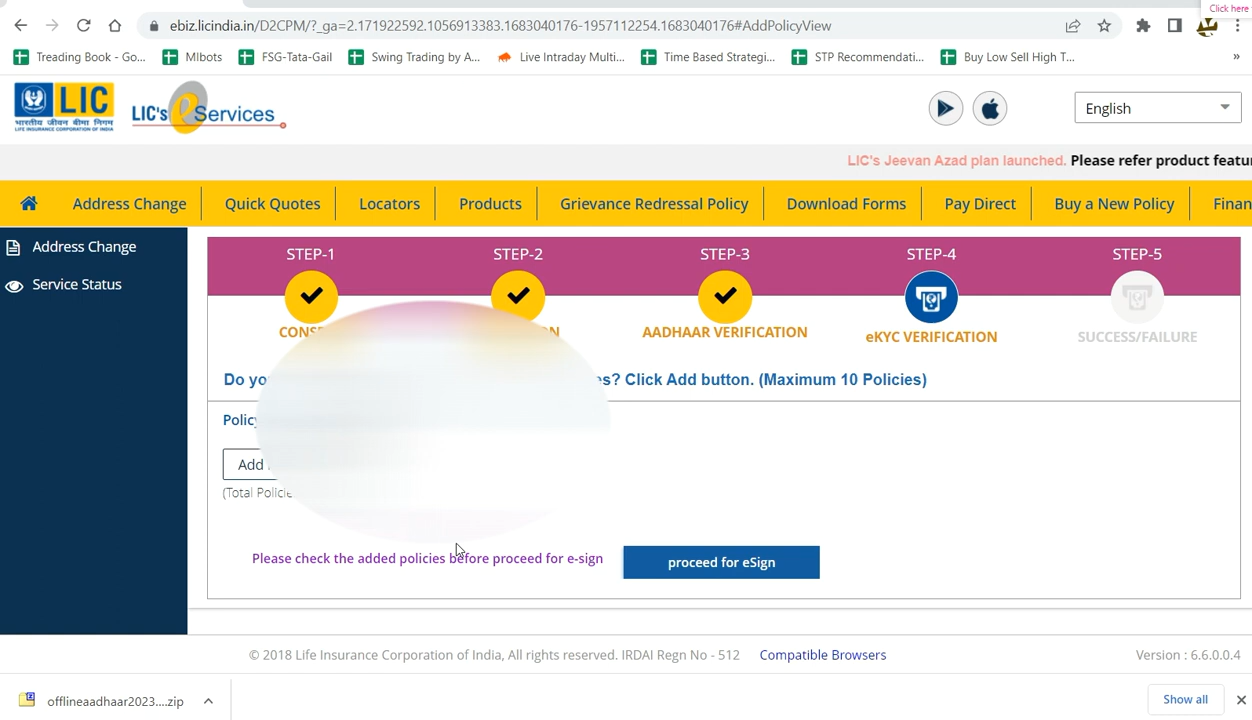 Click here
ebiz.licindia.in/D2CPM/?_ga=2.171922592.1056913383.1683040176-1957112254.1683040176#AddPolicyView
Treading Book - Go... MIbots FSG-Tata-Gail Swing Trading by A... Live Intraday Multi... Time Based Strategi... STP Recommendati... Buy Low Sell High T... »
LIC
भारतीय जीवन बीमा निगम
LIFE INSURANCE CORPORATION OF INDIA
LIC's eServices
English
LIC's Jeevan Azad plan launched. Please refer product featu
Address Change Quick Quotes Locators Products Grievance Redressal Policy Download Forms Pay Direct Buy a New Policy Finan
Address Change
Service Status
STEP-1 STEP-2 STEP-3 STEP-4 STEP-5
CONSE ON AADHAAR VERIFICATION eKYC VERIFICATION SUCCESS/FAILURE
Do yo s? Click Add button. (Maximum 10 Policies)
Policy
Add
(Total Policie
Please check the added policies before proceed for e-sign
proceed for eSign
© 2018 Life Insurance Corporation of India, All rights reserved. IRDAI Regn No - 512 Compatible Browsers Version : 6.6.0.0.4
offlineaadhaar2023....zip Show all